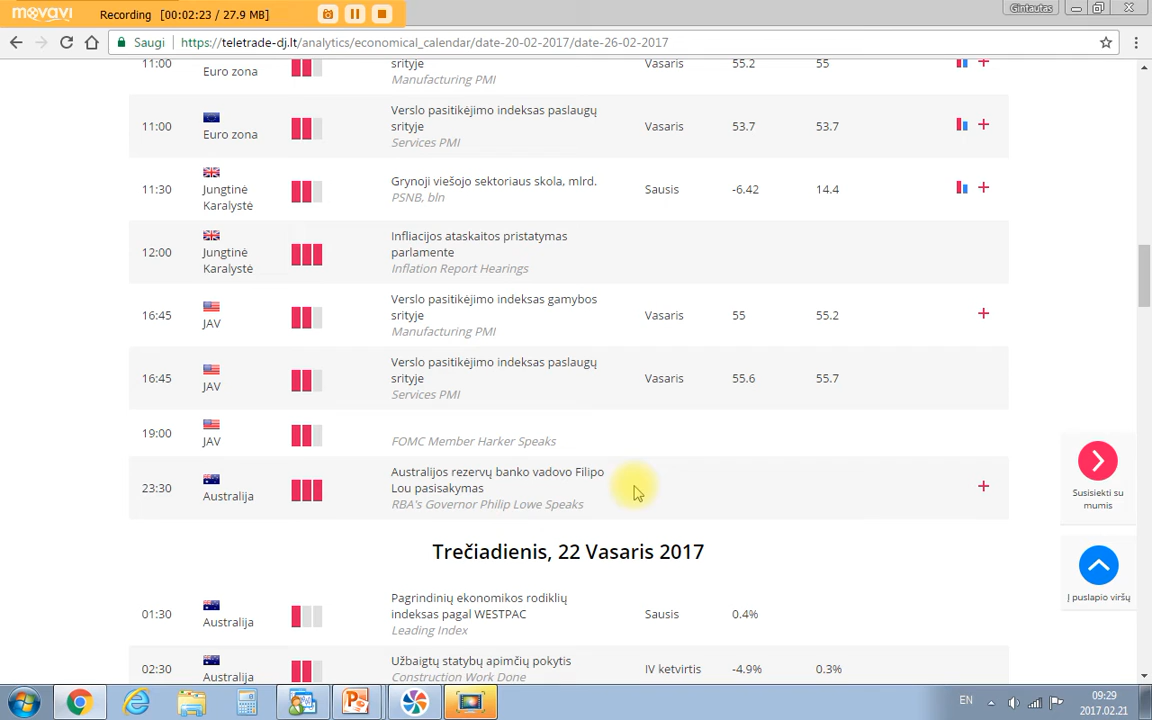 movavi Recording [00:02:23 / 27.9 MB] Gintautas
Saugi https://teletrade-dj.lt/analytics/economical_calendar/date-20-02-2017/date-26-02-2017
11:00 Euro zona srityje Vasaris 55.2 55
Manufacturing PMI
Verslo pasitikėjimo indeksas paslaugų
11:00 Euro zona srityje Vasaris 53.7 53.7
Services PMI
11:30 Jungtinė Karalystė Grynoji viešojo sektoriaus skola, mlrd. Sausis -6.42 14.4
PSNB, bln
Infliacijos ataskaitos pristatymas
12:00 Jungtinė Karalystė parlamente
Inflation Report Hearings
Verslo pasitikėjimo indeksas gamybos
16:45 JAV srityje Vasaris 55 55.2
Manufacturing PMI
Verslo pasitikėjimo indeksas paslaugų
16:45 JAV srityje Vasaris 55.6 55.7
Services PMI
19:00 JAV FOMC Member Harker Speaks
Australijos rezervų banko vadovo Filipo
23:30 Australija Lou pasisakymas
RBA's Governor Philip Lowe Speaks
Susisiekti su
mumis
Trečiadienis, 22 Vasaris 2017
Į puslapio viršų
Pagrindinių ekonomikos rodiklių
01:30 Australija indeksas pagal WESTPAC Sausis 0.4%
Leading Index
02:30 Australija Užbaigtų statybų apimčių pokytis IV ketvirtis -4.9% 0.3%
Construction Work Done
EN 09:29
2017.02.21